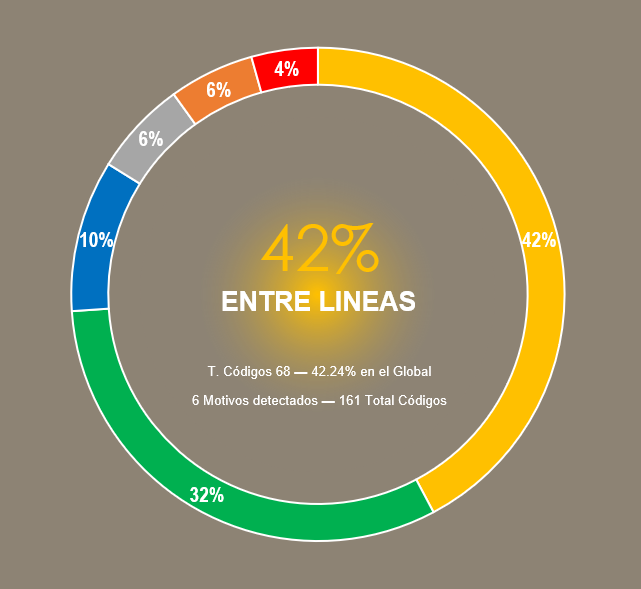 4%
6%
6%
10%
42%
42%
ENTRE LINEAS
T. Códigos 68 — 42.24% en el Global
6 Motivos detectados — 161 Total Códigos
32%